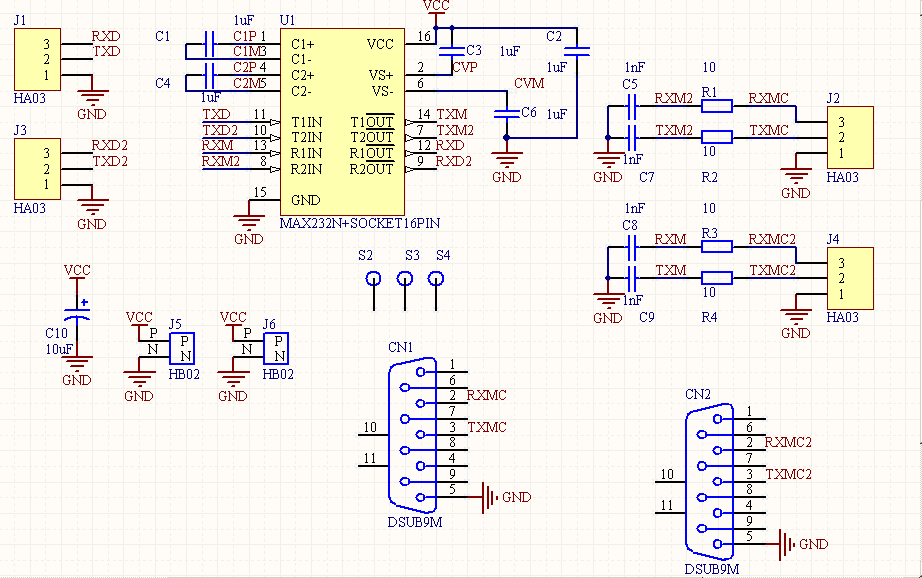 J1
3
2
1
RXD
TXD
GND
HA03
J3
3
2
1
RXD2
TXD2
GND
HA03
1uF
C1
C1P 1
C1M3
C2P 4
C4
C2M5
1uF
U1
C1+
C1-
C2+
C2-
VCC
VS+
VS-
T1IN
T2IN
R1IN
R2IN
T1OUT
T2OUT
R1OUT
R2OUT
GND
TXD 11
TXD2 10
RXM 13
RXM2 8
15
GND
MAX232N+SOCKET16PIN
VCC
16
2
6
14 TXM
7 TXM2
12 RXD
9 RXD2
C3
1uF
CVP
C2
1uF
CVM
C6
1uF
GND
1nF
C5
10
RXM2
R1
RXMC
TXM2
TXMC
10
1nF
GND
C7
R2
J2
3
2
1
GND
HA03
1nF
C8
10
RXM
R3
RXMC2
TXM
TXMC2
10
1nF
GND
C9
R4
J4
3
2
1
GND
HA03
S2
S3
S4
VCC
+
C10
10uF
GND
VCC
P
N
J5
P
N
HB02
GND
VCC
P
N
J6
P
N
HB02
GND
CN1
1
6
2
RXMC
7
3
TXMC
8
4
9
5
GND
10
11
DSUB9M
CN2
1
6
2
RXMC2
7
3
TXMC2
8
4
9
5
GND
10
11
DSUB9M